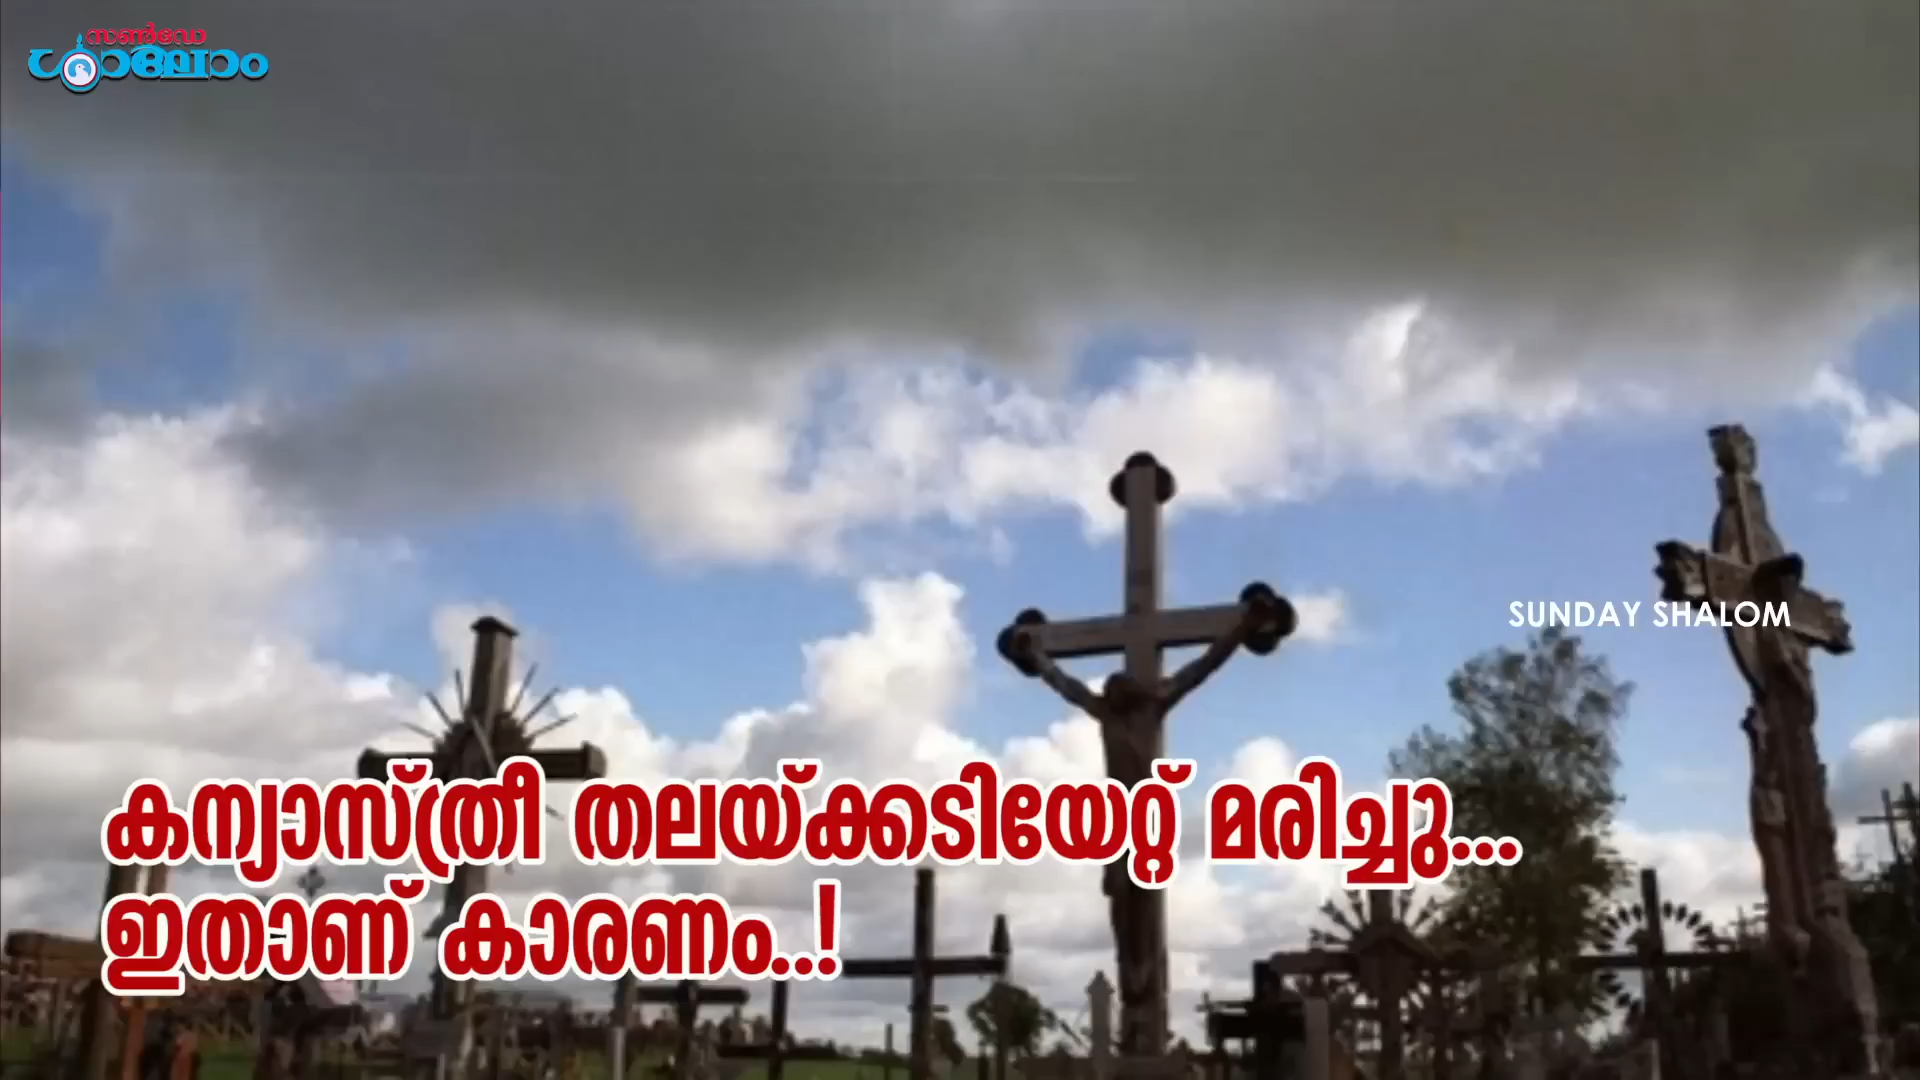 സൺഡേ
ശാലോം
SUNDAY SHALOM
കന്യാസ്ത്രീ തലയ്ക്കടിയേറ്റ് മരിച്ചു...
ഇതാണ് കാരണം..!